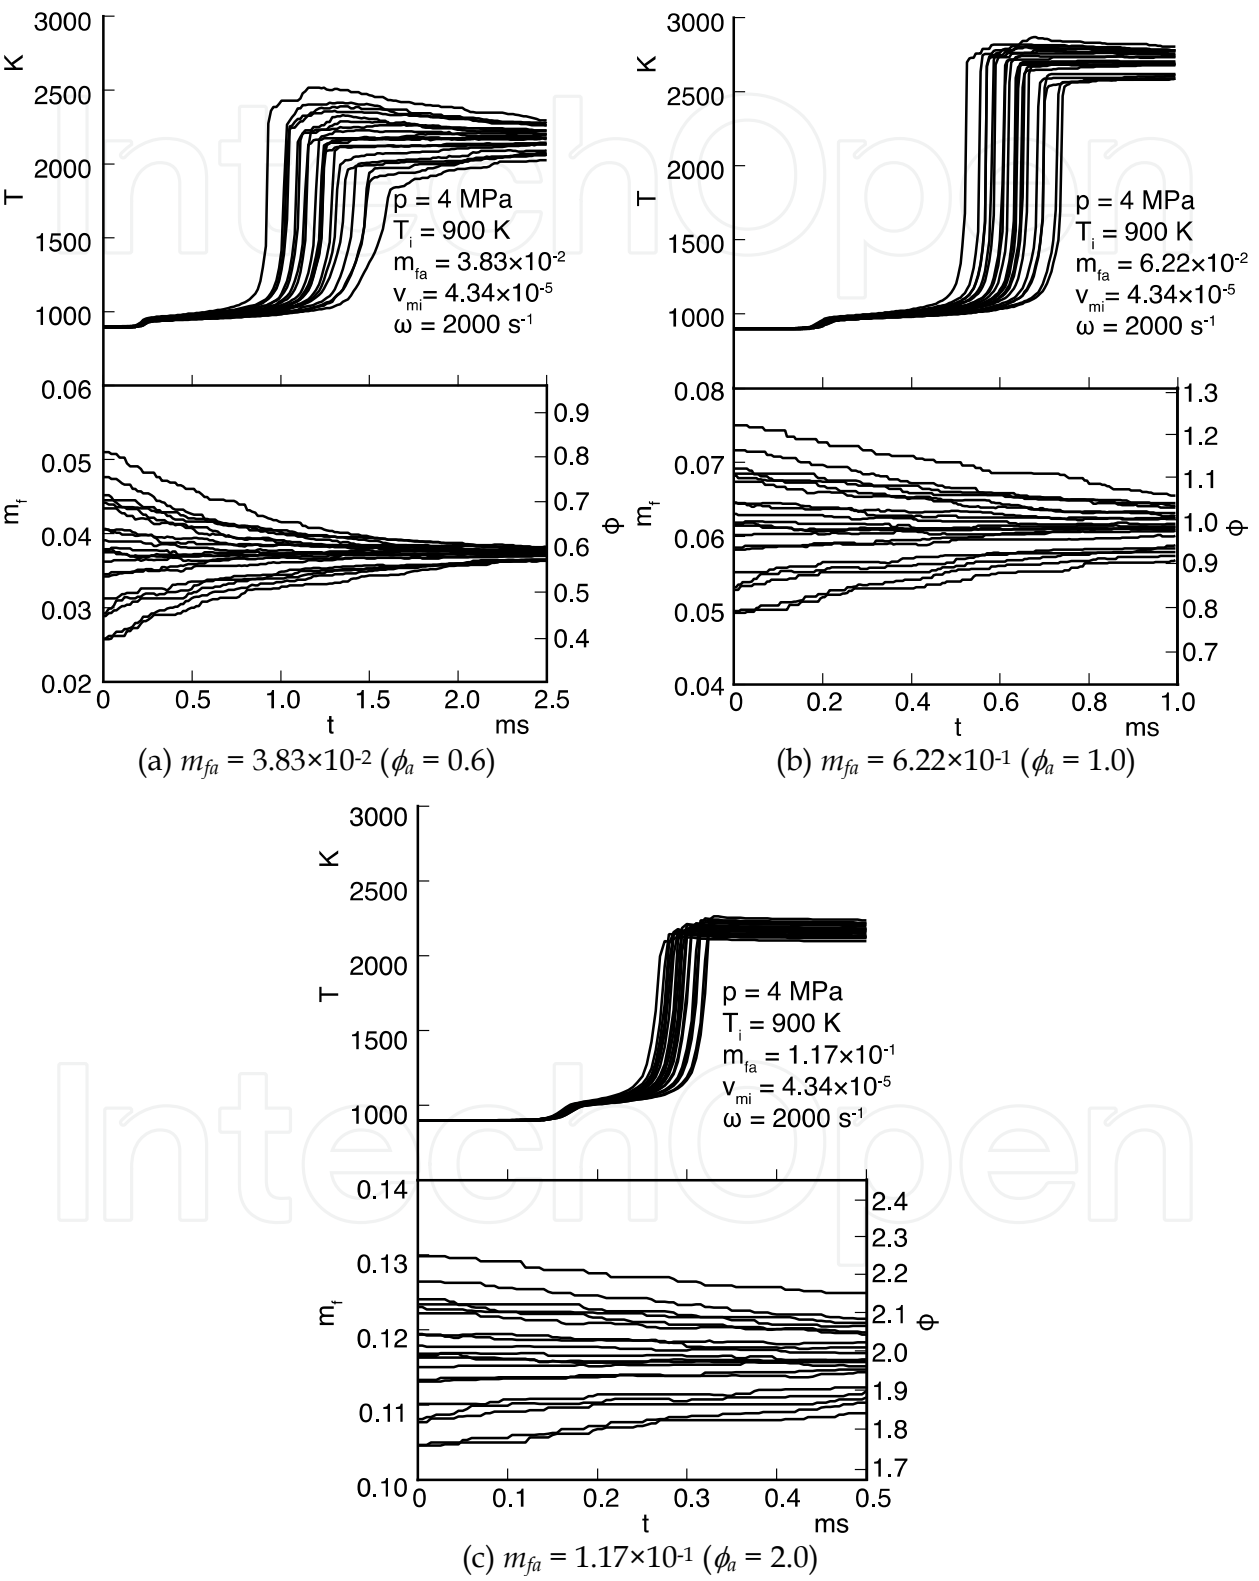 3000
K
2500
2000
T
1500
1000
p = 4 MPa
T_i = 900 K
m_fa = 3.83×10⁻²
v_mi = 4.34×10⁻⁵
ω = 2000 s⁻¹
0.06
0.05
m_f
0.04
0.03
0.02
0.9
0.8
0.7
ϕ
0.6
0.5
0.4
0 0.5 1.0 1.5 2.0 2.5
t ms
(a) m_fa = 3.83×10⁻² (ϕ_a = 0.6)
3000
K
2500
2000
T
1500
1000
p = 4 MPa
T_i = 900 K
m_fa = 6.22×10⁻²
v_mi = 4.34×10⁻⁵
ω = 2000 s⁻¹
0.08
0.07
m_f
0.06
0.05
0.04
1.3
1.2
1.1
1.0
ϕ
0.9
0.8
0.7
0 0.2 0.4 0.6 0.8 1.0
t ms
(b) m_fa = 6.22×10⁻¹ (ϕ_a = 1.0)
3000
K
2500
2000
T
1500
1000
p = 4 MPa
T_i = 900 K
m_fa = 1.17×10⁻¹
v_mi = 4.34×10⁻⁵
ω = 2000 s⁻¹
0.14
0.13
m_f
0.12
0.11
0.10
2.4
2.3
2.2
2.1
ϕ
2.0
1.9
1.8
1.7
0 0.1 0.2 0.3 0.4 0.5
t ms
(c) m_fa = 1.17×10⁻¹ (ϕ_a = 2.0)
IntechOpen
IntechOpen